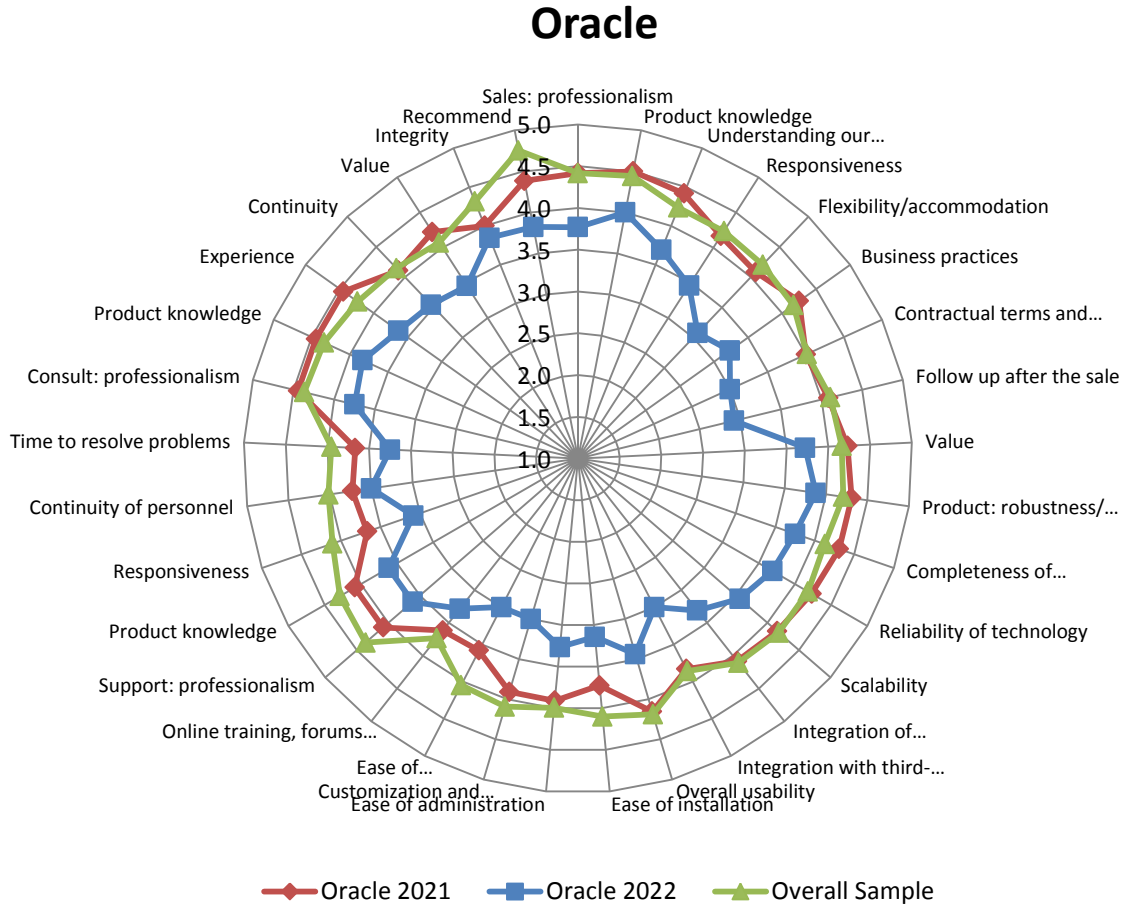 Oracle
Sales: professionalism
Product knowledge
Understanding our...
Responsiveness
Flexibility/accommodation
Business practices
Contractual terms and...
Follow up after the sale
Value
Product: robustness/...
Completeness of...
Reliability of technology
Scalability
Integration of...
Integration with third-...
Overall usability
Ease of installation
Ease of administration
Customization and...
Ease of...
Online training, forums...
Support: professionalism
Product knowledge
Responsiveness
Continuity of personnel
Time to resolve problems
Consult: professionalism
Product knowledge
Experience
Continuity
Value
Integrity
Recommend
5.0
4.5
4.0
3.5
3.0
2.5
2.0
1.5
1.0
Oracle 2021
Oracle 2022
Overall Sample